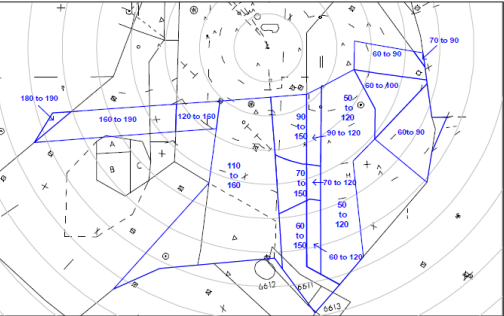 70 to 90
60 to 90
180 to 190
60 to 100
160 to 190
120 to 160
50
to
120
90
to
150
90 to 120
60to 90
A
B
C
110
to
160
70
to
150
70 to 120
50
to
120
60
to
150
60 to 120
6612
6611
6613